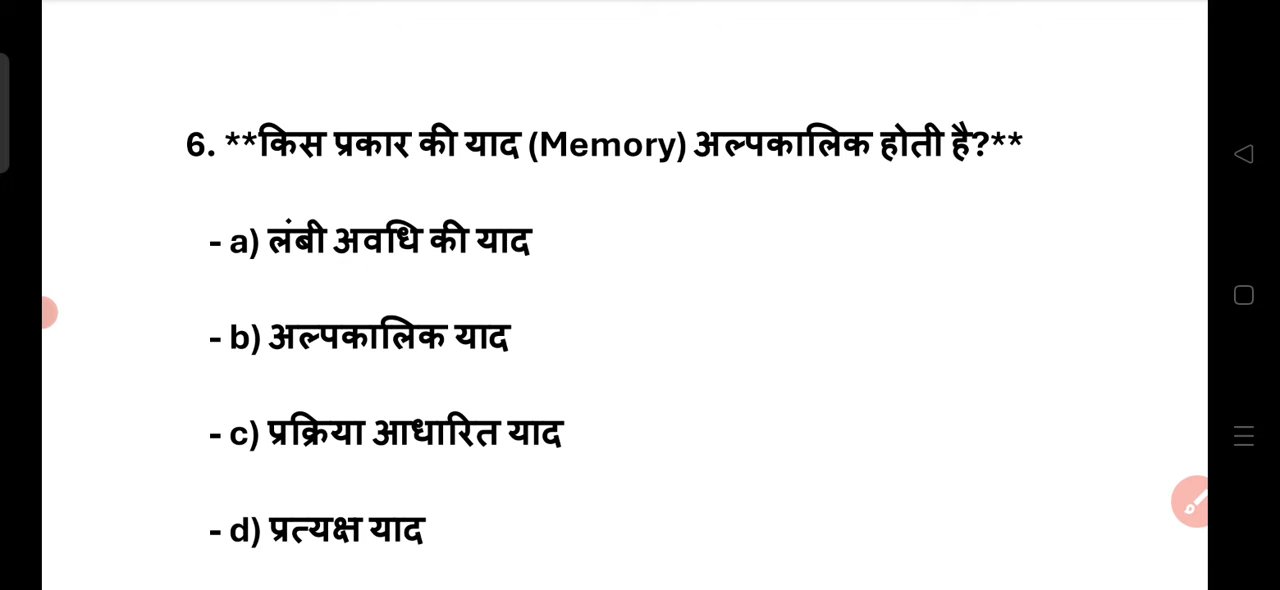 6. **किस प्रकार की याद (Memory) अल्पकालिक होती है?**
- a) लंबी अवधि की याद
- b) अल्पकालिक याद
- c) प्रक्रिया आधारित याद
- d) प्रत्यक्ष याद